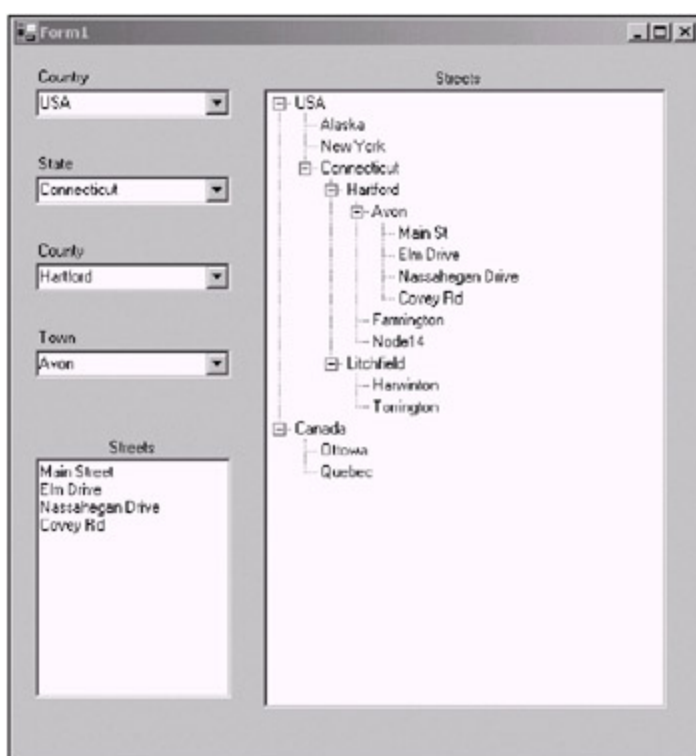 Form1
Country
USA
State
Connecticut
County
Hartford
Town
Avon
Streets
Main Street
Elm Drive
Nassahegan Drive
Covey Rd
Streets
USA
Alaska
New York
Connecticut
Hartford
Avon
Main St
Elm Drive
Nassahegan Drive
Covey Rd
Farmington
Node14
Litchfield
Harwinton
Torrington
Canada
Ottowa
Quebec